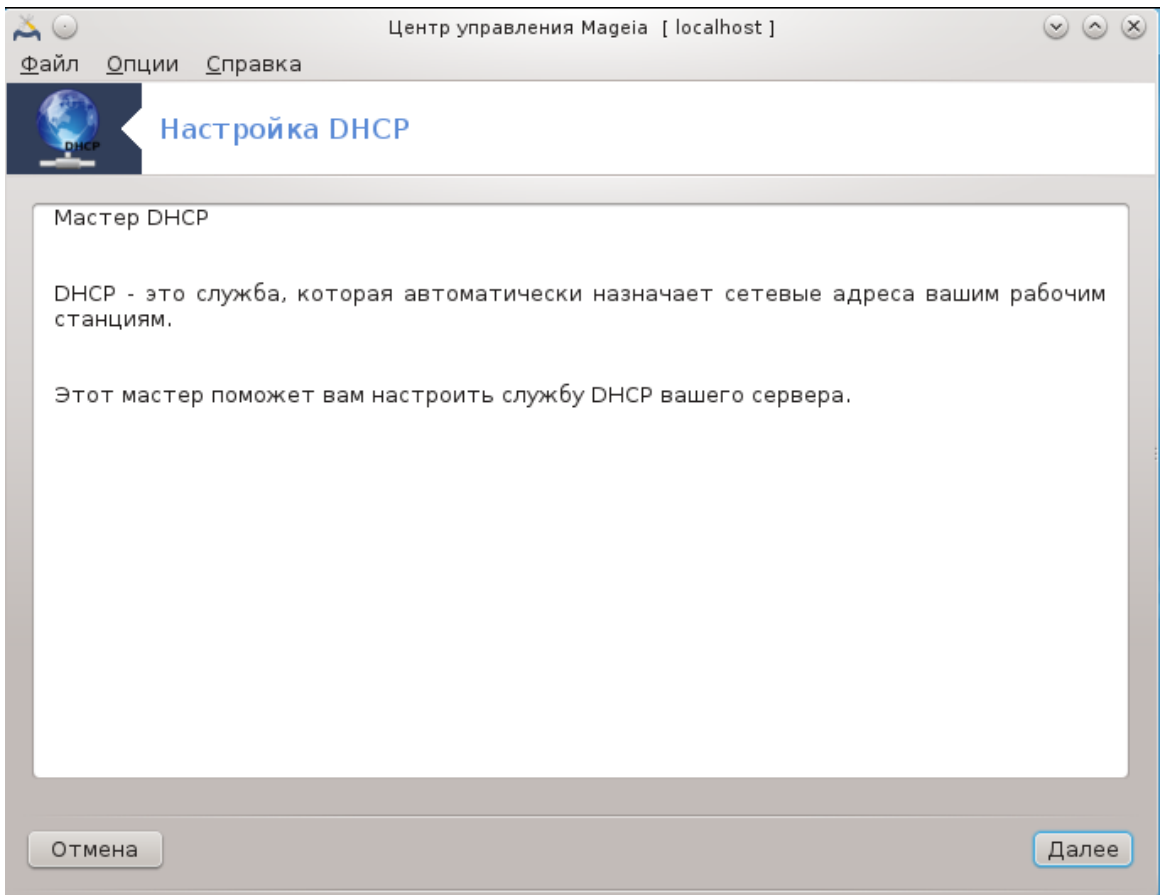 Центр управления Mageia [ localhost ]
Файл Опции Справка
DHCP
Настройка DHCP
Мастер DHCP
DHCP - это служба, которая автоматически назначает сетевые адреса вашим рабочим
станциям.
Этот мастер поможет вам настроить службу DHCP вашего сервера.
Отмена
Далее